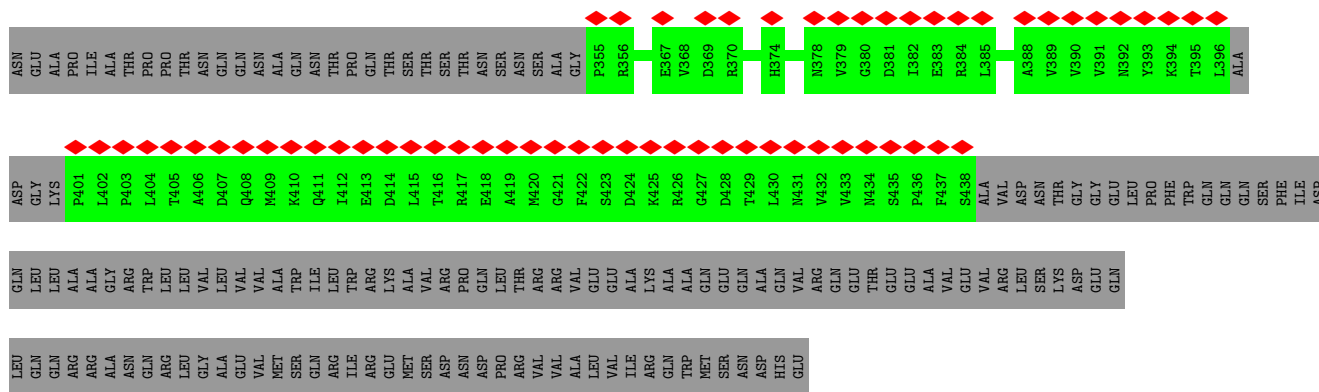 ASN GLU ALA PRO ILE ALA THR PRO PRO THR ASN GLN GLN ASN ALA GLN ASN THR PRO GLN THR SER THR SER THR ASN SER ASN SER ALA GLY P355 R356 E367 V368 D369 R370 H374 N378 V379 G380 D381 I382 E383 R384 L385 A388 V389 V390 V391 N392 Y393 K394 T395 L396 ALA
ASP GLY LYS P401 L402 P403 L404 T405 A406 D407 Q408 M409 K410 Q411 I412 E413 D414 L415 T416 R417 E418 A419 M420 G421 F422 S423 D424 K425 R426 G427 D428 T429 L430 N431 V432 V433 N434 S435 P436 F437 S438 ALA VAL ASP ASN THR GLY GLY GLU LEU PRO PHE TRP GLN GLN GLN SER PHE ILE ASP
GLN LEU LEU ALA ALA GLY ARG TRP LEU LEU VAL LEU VAL VAL ALA TRP ILE LEU TRP ARG LYS ALA VAL ARG PRO GLN LEU THR ARG ARG VAL GLU GLU ALA LYS ALA ALA GLN GLU GLN ALA GLN VAL ARG GLN GLU THR GLU GLU ALA VAL GLU VAL ARG LEU SER LYS ASP GLU GLN
LEU GLN GLN ARG ARG ALA ASN GLN ARG LEU GLY ALA GLU VAL MET SER GLN ARG ILE ARG GLU MET SER ASP ASN ASP PRO ARG VAL VAL ALA LEU VAL ILE ARG GLN TRP MET SER ASN ASP HIS GLU